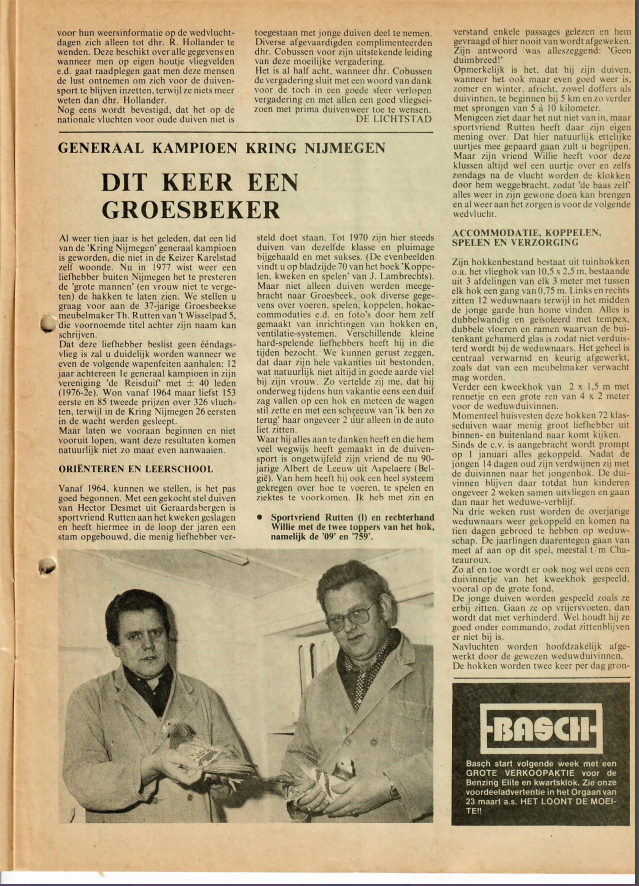 voor hun weersinformatie op de wedvlucht-
dagen zich alleen tot dhr. R. Hollander te
wenden. Deze beschikt over alle gegevens en
wanneer men op eigen houtje vliegvelden
e.d. gaat raadplegen gaat men deze mensen
de lust ontnemen om zich voor de duiven-
sport te blijven inzetten, terwijl ze niets meer
weten dan dhr. Hollander.
Nog eens wordt bevestigd, dat het op de
nationale vluchten voor oude duiven niet is
toegestaan met jonge duiven deel te nemen.
Diverse afgevaardigden complimenteerden
dhr. Cobussen voor zijn uitstekende leiding
van deze moeilijke vergadering.
Het is al half acht, wanneer dhr. Cobussen
de vergadering sluit met een woord van dank
voor de toch in een goede sfeer verlopen
vergadering en met allen een goed vliegsei-
zoen met prima duivenweer toe te wensen.
DE LICHTSTAD
GENERAAL KAMPIOEN KRING NIJMEGEN
DIT KEER EEN
GROESBEKER
Al weer tien jaar is het geleden, dat een lid
van de 'Kring Nijmegen' generaal kampioen
is geworden, die niet in de Keizer Karelstad
zelf woonde. Nu in 1977 wist weer een
liefhebber buiten Nijmegen het te presteren
de 'grote mannen' (en vrouw niet te verge-
ten) de hakken te laten zien. We stellen u
graag voor aan de 37-jarige Groesbeekse
meubelmaker Th. Rutten van 't Wisselpad 5,
die voornoemde titel achter zijn naam kan
schrijven.
Dat deze liefhebber beslist geen ééndags-
vlieg is zal u duidelijk worden wanneer we
even de volgende wapenfeiten aanhalen: 12
jaar achtereen 1e generaal kampioen in zijn
vereniging 'de Reisduif' met ± 40 leden
(1976-2e). Won vanaf 1964 maar liefst 153
eerste en 85 tweede prijzen over 326 vluch-
ten, terwijl in de Kring Nijmegen 26 eersten
in de wacht werden gesleept.
Maar laten we vooraan beginnen en niet
vooruit lopen, want deze resultaten komen
natuurlijk niet zo maar even aanwaaien.
ORIËNTEREN EN LEERSCHOOL
Vanaf 1964, kunnen we stellen, is het pas
goed begonnen. Met een gekocht stel duiven
van Hector Desmet uit Geraardsbergen is
sportvriend Rutten aan het kweken geslagen
en heeft hiermee in de loop der jaren een
stam opgebouwd, die menig liefhebber ver-
steld doet staan. Tot 1970 zijn hier steeds
duiven van dezelfde klasse en pluimage
bijgehaald en met sukses. (De evenbeelden
vindt u op bladzijde 70 van het boek 'Koppe-
len, kweken en spelen' van J. Lambrechts).
Maar niet alleen duiven werden meege-
bracht naar Groesbeek, ook diverse gege-
vens over voeren, spelen, koppelen, hokac-
commodaties e.d. en foto's door hem zelf
gemaakt van inrichtingen van hokken en
ventilatie-systemen. Verschillende kleine
hard-spelende liefhebbers heeft hij in die
tijden bezocht. We kunnen gerust zeggen,
dat daar zijn hele vakanties uit bestonden,
wat natuurlijk niet altijd in goede aarde viel
bij zijn vrouw. Zo vertelde zij me, dat hij
onderweg tijdens hun vakantie eens een duif
zag vallen op een hok en meteen de wagen
stil zette en met een schreeuw van 'ik ben zo
terug' haar ongeveer 2 uur alleen in de auto
liet zitten.
Waar hij alles aan te danken heeft en die hem
veel wegwijs heeft gemaakt in de duiven-
sport is ongetwijfeld zijn vriend de nu 90-
jarige Albert de Leeuw uit Aspelaere (Bel-
gië). Van hem heeft hij ook een heel systeem
gekregen over hoe te voeren, te spelen en
ziektes te voorkomen. Ik heb met zin en
● Sportvriend Rutten (l) en rechterhand
Willie met de twee toppers van het hok,
namelijk de '09' en '759'.
verstand enkele passages gelezen en hem
gevraagd of hier nooit van wordt afgeweken.
Zijn antwoord was alleszeggend: 'Geen
duimbreed!'
Opmerkelijk is het, dat hij zijn duiven,
wanneer het ook maar even goed weer is,
zomer en winter, africht, zowel doffers als
duivinnen, te beginnen bij 5 km en zo verder
met sprongen van 5 à 10 kilometer.
Menigeen ziet daar het nut niet van in, maar
sportvriend Rutten heeft daar zijn eigen
mening over. Dat hier natuurlijk ettelijke
uurtjes mee gepaard gaan zult u begrijpen.
Maar zijn vriend Willie heeft voor deze
klussen altijd wel een uurtje over en zelfs
zondags na de vlucht worden de klokken
door hem weggebracht, zodat 'de baas zelf'
alles weer in zijn gewone doen kan brengen
en al weer aan het zorgen is voor de volgende
wedvlucht.
ACCOMMODATIE, KOPPELEN,
SPELEN EN VERZORGING
Zijn hokkenbestand bestaat uit tuinhokken
o.a. het vlieghok van 10,5 x 2,5 m, bestaande
uit 3 afdelingen van elk 3 meter met tussen
elk hok een gang van 0,75 m. Links en rechts
zitten 12 weduwnaars terwijl in het midden
de jonge garde hun home vinden. Alles is
dubbelwandig en geïsoleerd met tempex,
dubbele vloeren en ramen waarvan de bui-
tenkant gehamerd glas is zodat niet verduis-
terd wordt bij de weduwnaars. Het geheel is
centraal verwarmd en keurig afgewerkt,
zoals dat van een meubelmaker verwacht
mag worden.
Verder een kweekhok van 2 x 1,5 m met
rennetje en een grote ren van 4 x 2 meter
voor de weduwduivinnen.
Momenteel huisvesten deze hokken 72 klas-
seduiven waar menig groot liefhebber uit
binnen- en buitenland naar komt kijken.
Sinds de c.v. is aangebracht wordt prompt
op 1 januari alles gekoppeld. Nadat de
jongen 14 dagen oud zijn verdwijnen zij met
de duivinnen naar het jongenhok. De dui-
vinnen blijven daar totdat hun kinderen
ongeveer 2 weken samen uitvliegen en gaan
dan naar het weduwe-verblijf.
Na drie weken rust worden de overjarige
weduwnaars weer gekoppeld en komen na
tien dagen gebroed te hebben op weduw-
schap. De jaarlingen daarentegen gaan van
meet af aan op dit spel, meestal t/m Cha-
teauroux.
Zo af en toe wordt er ook nog wel eens een
duivinnetje van het kweekhok gespeeld,
vooral op de grote fond.
De jonge duiven worden gespeeld zoals ze
erbij zitten. Gaan ze op vrijersvoeten, dan
wordt dat niet verhinderd. Wel houdt hij ze
goed onder commando, zodat zittenblijven
er niet bij is.
Navluchten worden hoofdzakelijk afge-
werkt door de gewezen weduwduivinnen.
De hokken worden twee keer per dag gron-
BASCH
Basch start volgende week met een
GROTE VERKOOPAKTIE voor de
Benzing Elite en kwartsklok. Zie onze
voordeeladvertentie in het Orgaan van
23 maart a.s. HET LOONT DE MOEI-
TE!!